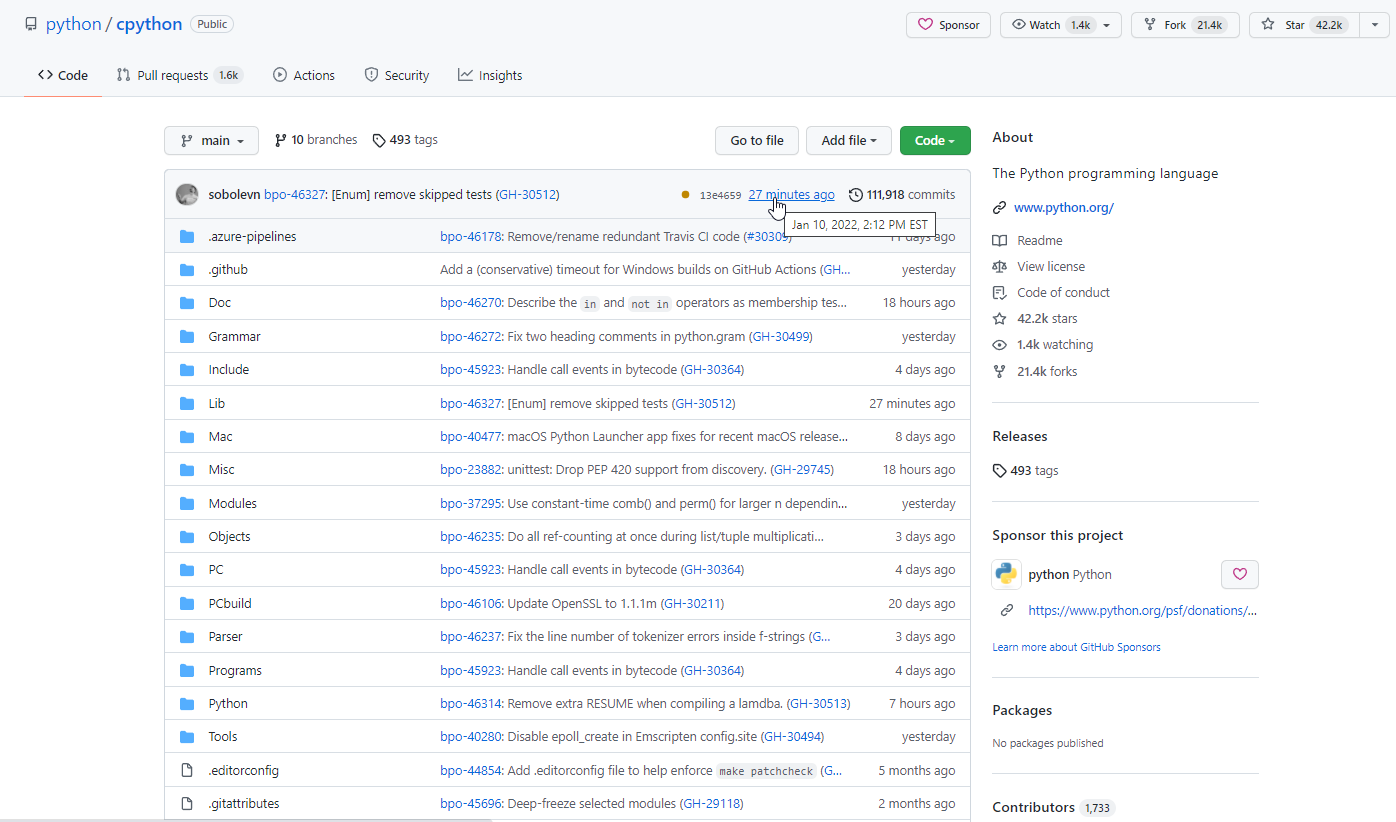 python / cpython Public Sponsor Watch 1.4k Fork 21.4k Star 42.2k
Code Pull requests 1.6k Actions Security Insights
main 10 branches 493 tags Go to file Add file Code
sobolevn bpo-46327: [Enum] remove skipped tests (GH-30512) 13e4659 27 minutes ago 111,918 commits
Jan 10, 2022, 2:12 PM EST
.azure-pipelines bpo-46178: Remove/rename redundant Travis CI code (#30309) 11 days ago
.github Add a (conservative) timeout for Windows builds on GitHub Actions (GH... yesterday
Doc bpo-46270: Describe the in and not in operators as membership tes... 18 hours ago
Grammar bpo-46272: Fix two heading comments in python.gram (GH-30499) yesterday
Include bpo-45923: Handle call events in bytecode (GH-30364) 4 days ago
Lib bpo-46327: [Enum] remove skipped tests (GH-30512) 27 minutes ago
Mac bpo-40477: macOS Python Launcher app fixes for recent macOS release... 8 days ago
Misc bpo-23882: unittest: Drop PEP 420 support from discovery. (GH-29745) 18 hours ago
Modules bpo-37295: Use constant-time comb() and perm() for larger n dependin... yesterday
Objects bpo-46235: Do all ref-counting at once during list/tuple multiplicati... 3 days ago
PC bpo-45923: Handle call events in bytecode (GH-30364) 4 days ago
PCbuild bpo-46106: Update OpenSSL to 1.1.1m (GH-30211) 20 days ago
Parser bpo-46237: Fix the line number of tokenizer errors inside f-strings (G... 3 days ago
Programs bpo-45923: Handle call events in bytecode (GH-30364) 4 days ago
Python bpo-46314: Remove extra RESUME when compiling a lamdba. (GH-30513) 7 hours ago
Tools bpo-40280: Disable epoll_create in Emscripten config.site (GH-30494) yesterday
.editorconfig bpo-44854: Add .editorconfig file to help enforce make patchcheck (G... 5 months ago
.gitattributes bpo-45696: Deep-freeze selected modules (GH-29118) 2 months ago
About
The Python programming language
www.python.org/
Readme
View license
Code of conduct
42.2k stars
1.4k watching
21.4k forks
Releases
493 tags
Sponsor this project
python Python
https://www.python.org/psf/donations/...
Learn more about GitHub Sponsors
Packages
No packages published
Contributors 1,733